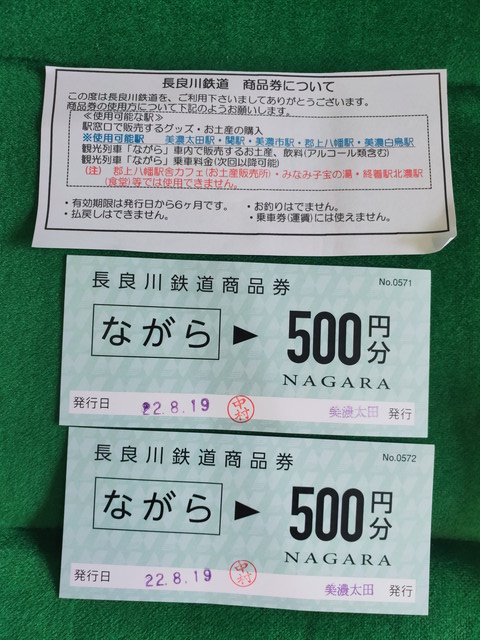 長良川鉄道　商品券について
この度は長良川鉄道を、ご利用下さいましてありがとうございます。
商品券の使用方について下記のようお願いします。
≪使用可能な駅≫
駅窓口で販売するグッズ・お土産の購入
※使用可能駅　美濃太田駅・関駅・美濃市駅・郡上八幡駅・美濃白鳥駅
観光列車「ながら」車内で販売するお土産、飲料(アルコール類含む)
観光列車「ながら」乗車料金(次回以降可能)
(注)　郡上八幡駅舎カフェ(お土産販売所)・みなみ子宝の湯・終着駅北濃駅
(食堂)等では使用できません。
・有効期限は発行日から6ヶ月です。　・お釣りはでません。
・払戻しはできません。　・乗車券(運賃)には使えません。
長良川鉄道商品券
No.0571
ながら ▶ 500円分
NAGARA
発行日 22.8.19 中村 美濃太田 発行
長良川鉄道商品券
No.0572
ながら ▶ 500円分
NAGARA
発行日 22.8.19 中村 美濃太田 発行